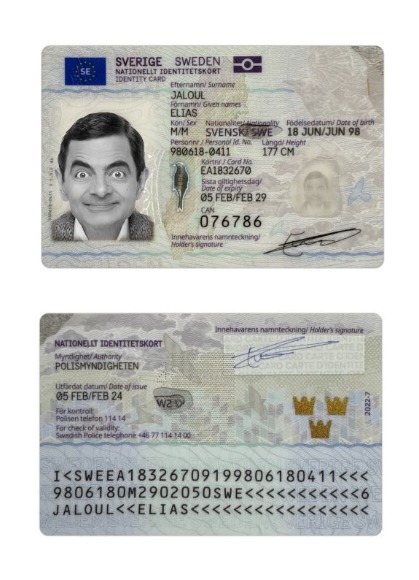 SE
SVERIGE SWEDEN
NATIONELLT IDENTITETSKORT
IDENTITY CARD
Efternamn/ Surname
JALOUL
Förnamn/ Given names
ELIAS
Kön/ Sex Nationalitet/Nationality Födelsedatum/ Date of birth
M/M SVENSK/SWE 18 JUN/JUN 98
Personnr/ Personal Id. No. Längd/ Height
980618-0411 177 CM
Kortnr / Card No.
EA1832670
Sista giltighetsdag/
Date of expiry
05 FEB/FEB 29
CAN
076786
Innehavarens namnteckning/
Holder's signature
NATIONELLT IDENTITETSKORT
Innehavarens namnteckning/ Holder's signature
Myndighet/ Authority
POLISMYNDIGHETEN
Utfärdat datum/ Date of issue
05 FEB/FEB 24
För kontroll:
Polisen telefon 114 14
For check of validity:
Swedish Police telephone +46 77 114 14 00
2022-7
I<SWEEA18326709199806180411<<<
9806180M2902050SWE<<<<<<<<<<<6
JALOUL<<ELIAS<<<<<<<<<<<<<<<<<